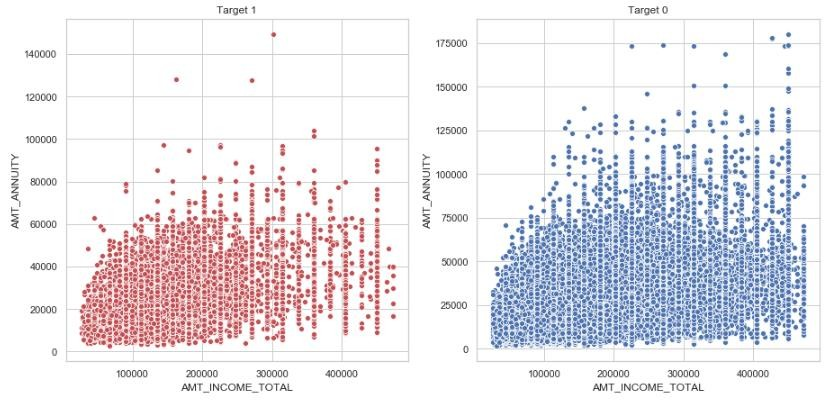 Target 1
140000
120000
100000
80000
60000
40000
20000
0
AMT_ANNUITY
100000 200000 300000 400000
AMT_INCOME_TOTAL
Target 0
175000
150000
125000
100000
75000
50000
25000
0
AMT_ANNUITY
100000 200000 300000 400000
AMT_INCOME_TOTAL